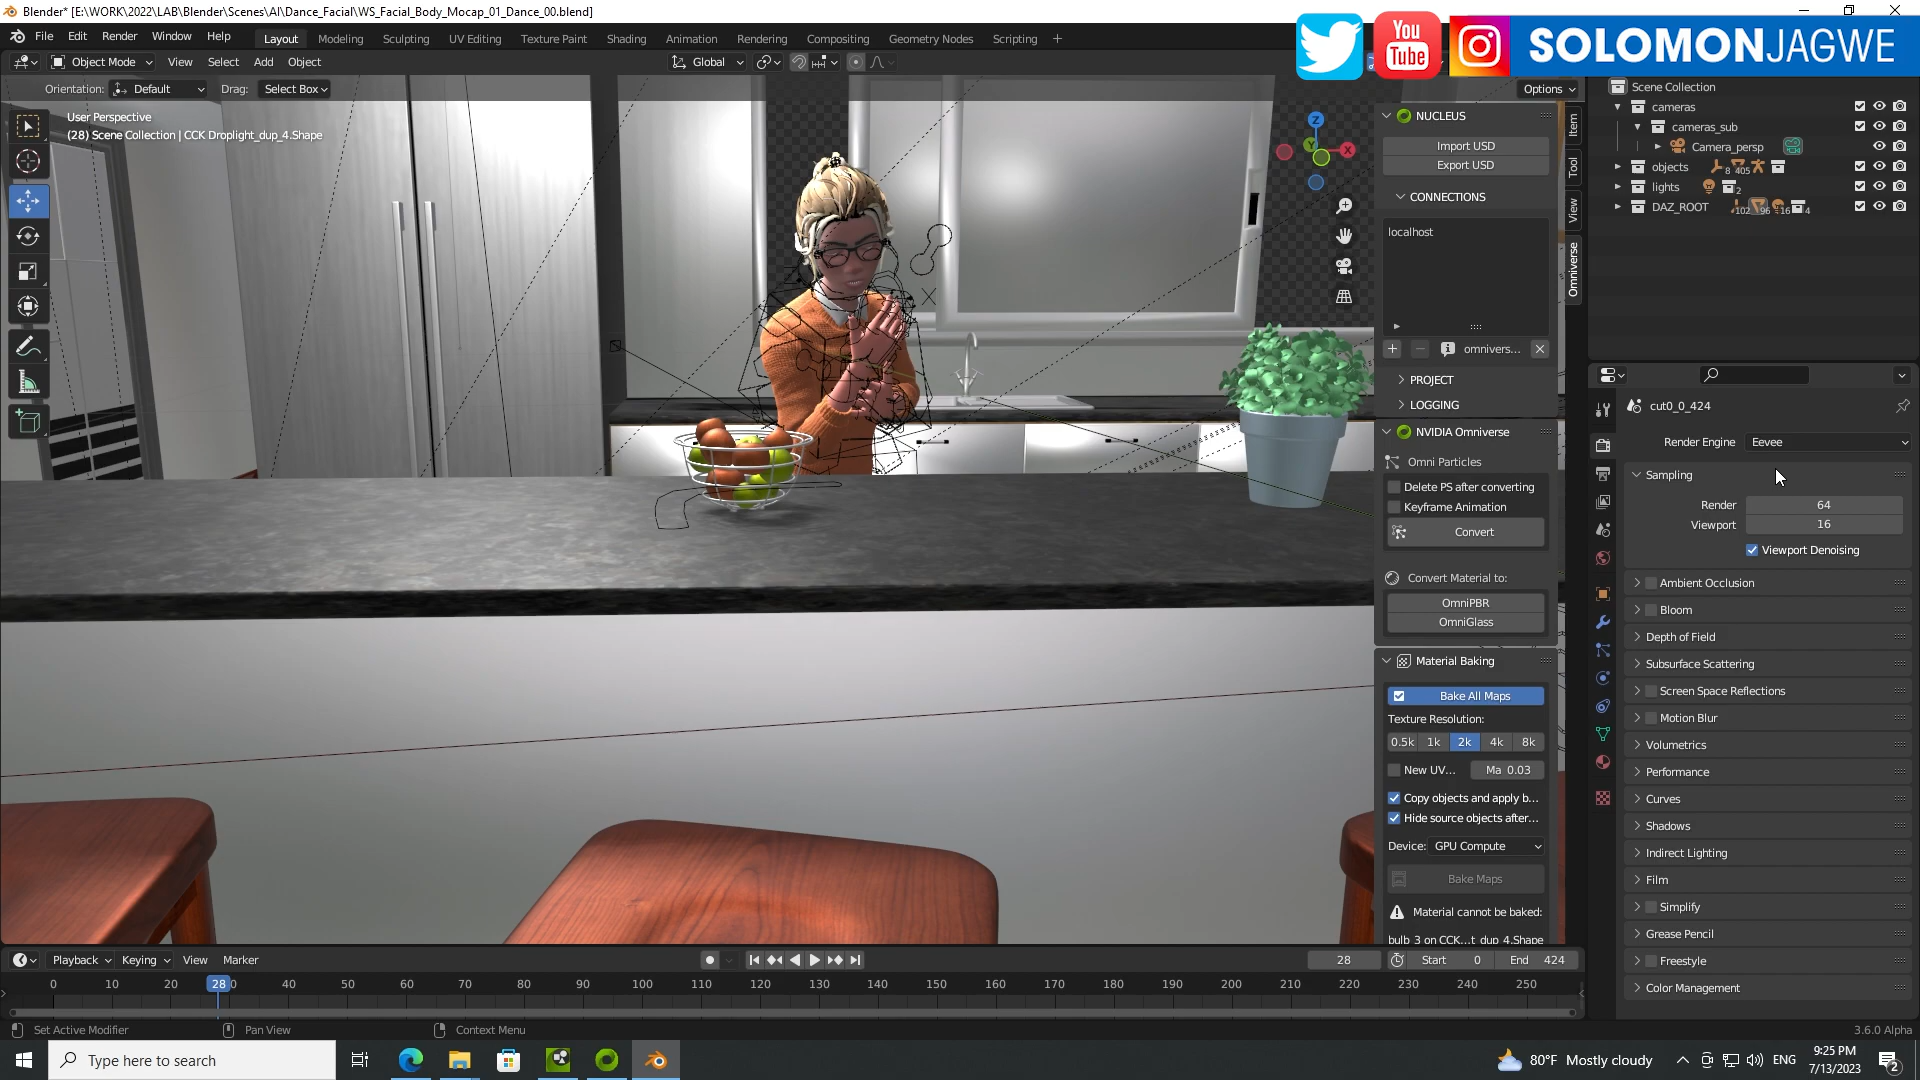 Blender* [E:\WORK\2022\LAB\Blender\Scenes\AI\Dance_Facial\WS_Facial_Body_Mocap_01_Dance_00.blend]
File Edit Render Window Help Layout Modeling Sculpting UV Editing Texture Paint Shading Animation Rendering Compositing Geometry Nodes Scripting
You Tube SOLOMONJAGWE
Object Mode View Select Add Object Global
Orientation: Default Drag: Select Box Options
User Perspective
(28) Scene Collection | CCK Droplight_dup_4.Shape
Z
Y
X
Item
Tool
View
Omniverse
NUCLEUS
Import USD
Export USD
CONNECTIONS
localhost
omnivers...
PROJECT
LOGGING
NVIDIA Omniverse
Omni Particles
Delete PS after converting
Keyframe Animation
Convert
Convert Material to:
OmniPBR
OmniGlass
Material Baking
Bake All Maps
Texture Resolution:
0.5k 1k 2k 4k 8k
New UV... Ma 0.03
Copy objects and apply b...
Hide source objects after...
Device: GPU Compute
Bake Maps
Material cannot be baked:
bulb_3 on CCK...t_dup_4.Shape
Scene Collection
cameras
cameras_sub
Camera_persp
objects 8 405
lights 2
DAZ_ROOT 102 96 16 4
cut0_0_424
Render Engine Eevee
Sampling
Render 64
Viewport 16
Viewport Denoising
Ambient Occlusion
Bloom
Depth of Field
Subsurface Scattering
Screen Space Reflections
Motion Blur
Volumetrics
Performance
Curves
Shadows
Indirect Lighting
Film
Simplify
Grease Pencil
Freestyle
Color Management
Playback Keying View Marker 28 Start 0 End 424
0 10 20 28 40 50 60 70 80 90 100 110 120 130 140 150 160 170 180 190 200 210 220 230 240 250
Set Active Modifier Pan View Context Menu 3.6.0 Alpha
Type here to search 80°F Mostly cloudy ENG 9:25 PM
7/13/2023 2